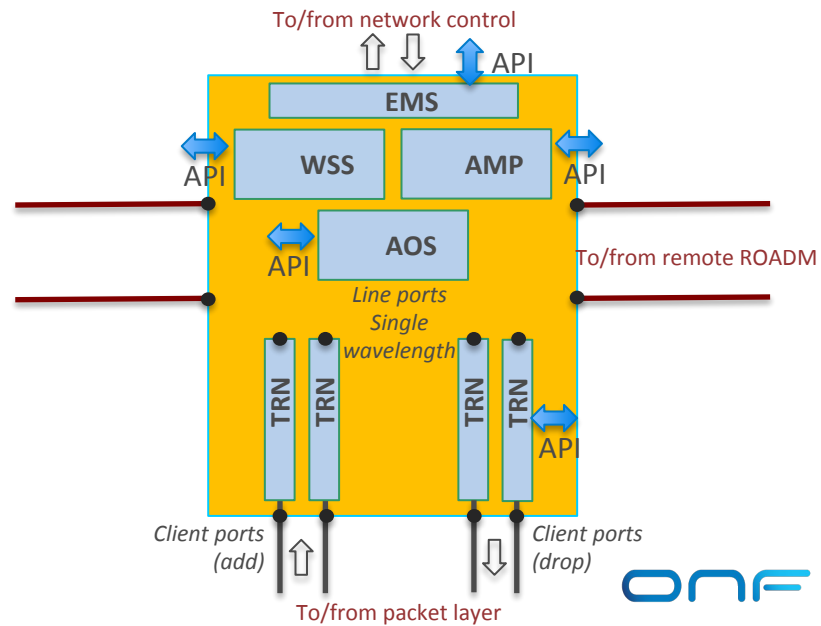 To/from network control
API
EMS
WSS
AMP
API
API
AOS
To/from remote ROADM
API
Line ports
Single
wavelength
TRN
TRN
TRN
TRN
API
Client ports
(add)
Client ports
(drop)
To/from packet layer
ONF